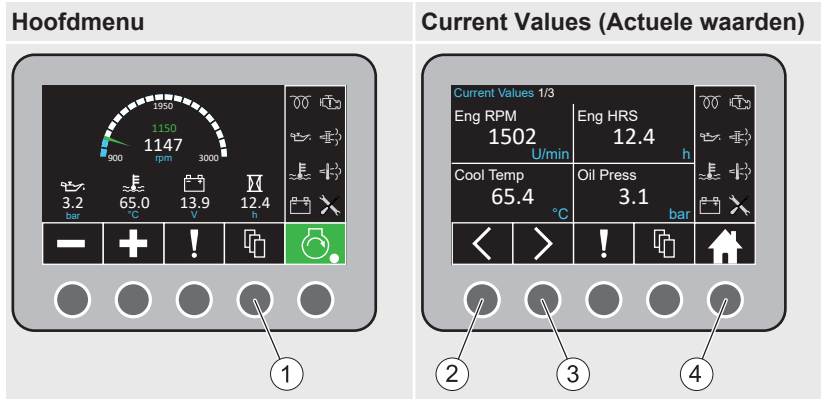 Hoofdmenu
1950
1150
1147
900 rpm 3000
3.2 65.0 13.9 12.4
bar °C V h
1
Current Values (Actuele waarden)
Current Values 1/3
Eng RPM Eng HRS
1502 12.4
U/min h
Cool Temp Oil Press
65.4 3.1
°C bar
2 3 4